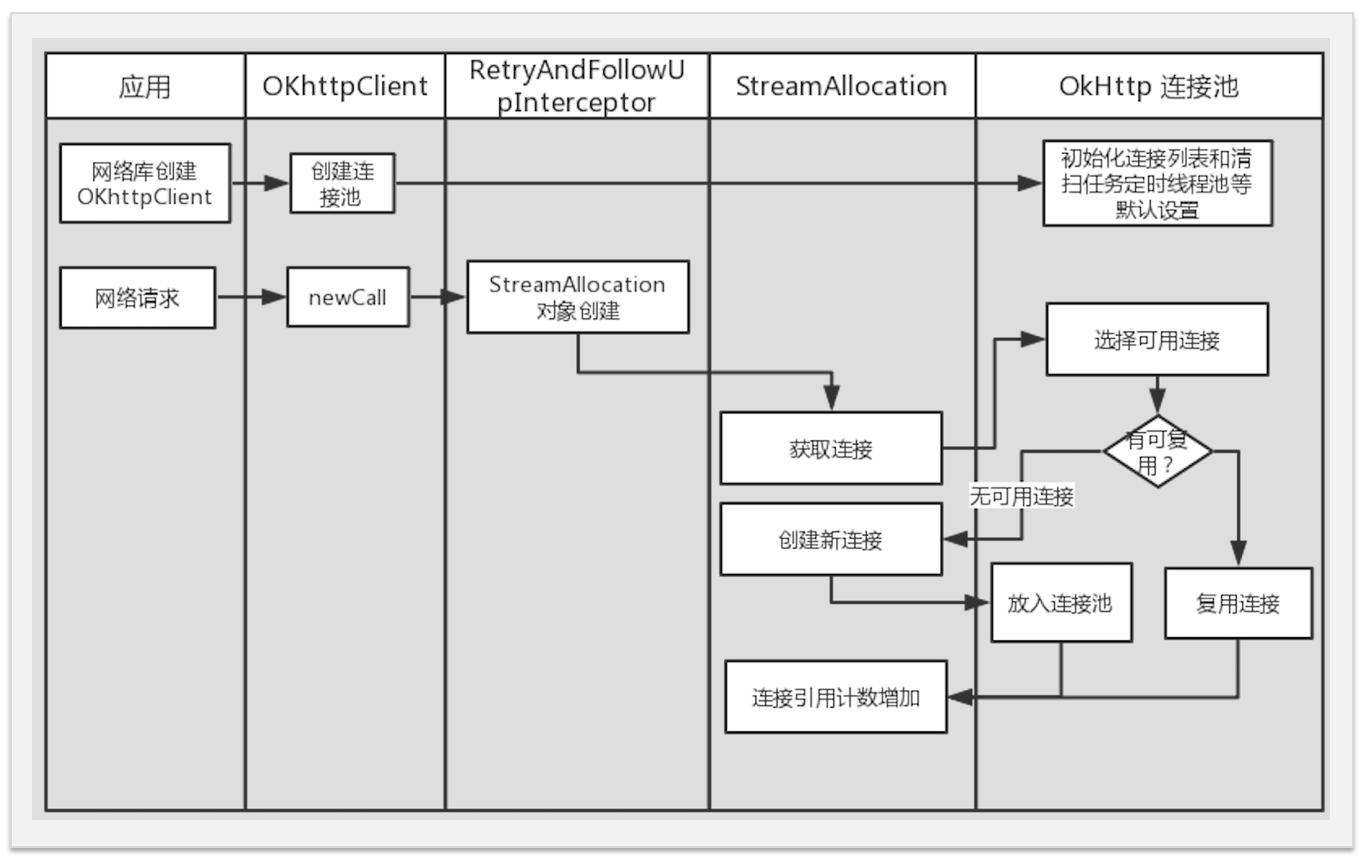 应用
OKhttpClient
RetryAndFollowU
pInterceptor
StreamAllocation
OkHttp 连接池
网络库创建
OKhttpClient
创建连
接池
初始化连接列表和清
扫任务定时线程池等
默认设置
网络请求
newCall
StreamAllocation
对象创建
选择可用连接
获取连接
有可复
用？
无可用连接
创建新连接
放入连接池
复用连接
连接引用计数增加